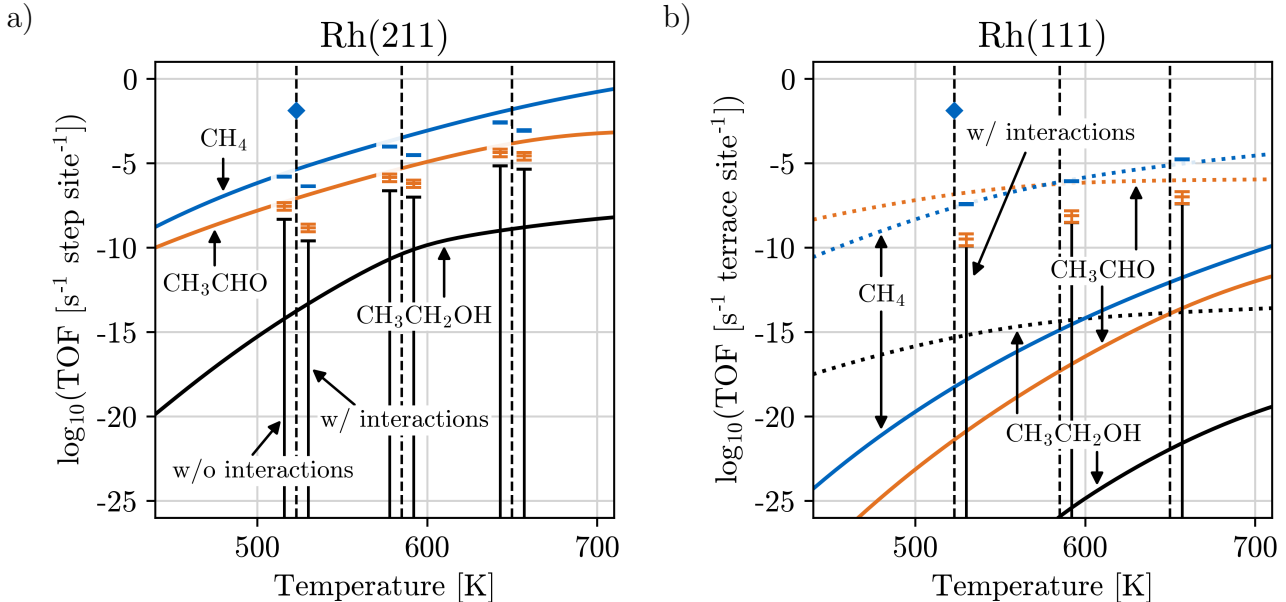 a)
Rh(211)
log₁₀(TOF [s⁻¹ step site⁻¹])
0
-5
-10
-15
-20
-25
CH₄
CH₃CHO
CH₃CH₂OH
w/ interactions
w/o interactions
500
600
700
Temperature [K]
b)
Rh(111)
log₁₀(TOF [s⁻¹ terrace site⁻¹])
0
-5
-10
-15
-20
-25
w/ interactions
CH₃CHO
CH₄
CH₃CH₂OH
500
600
700
Temperature [K]